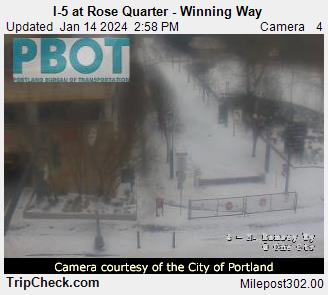 I-5 at Rose Quarter - Winning Way
Updated Jan 14 2024 2:58 PM Camera 4
PBOT
PORTLAND BUREAU OF TRANSPORTATION
Camera courtesy of the City of Portland
TripCheck.com Milepost302.00